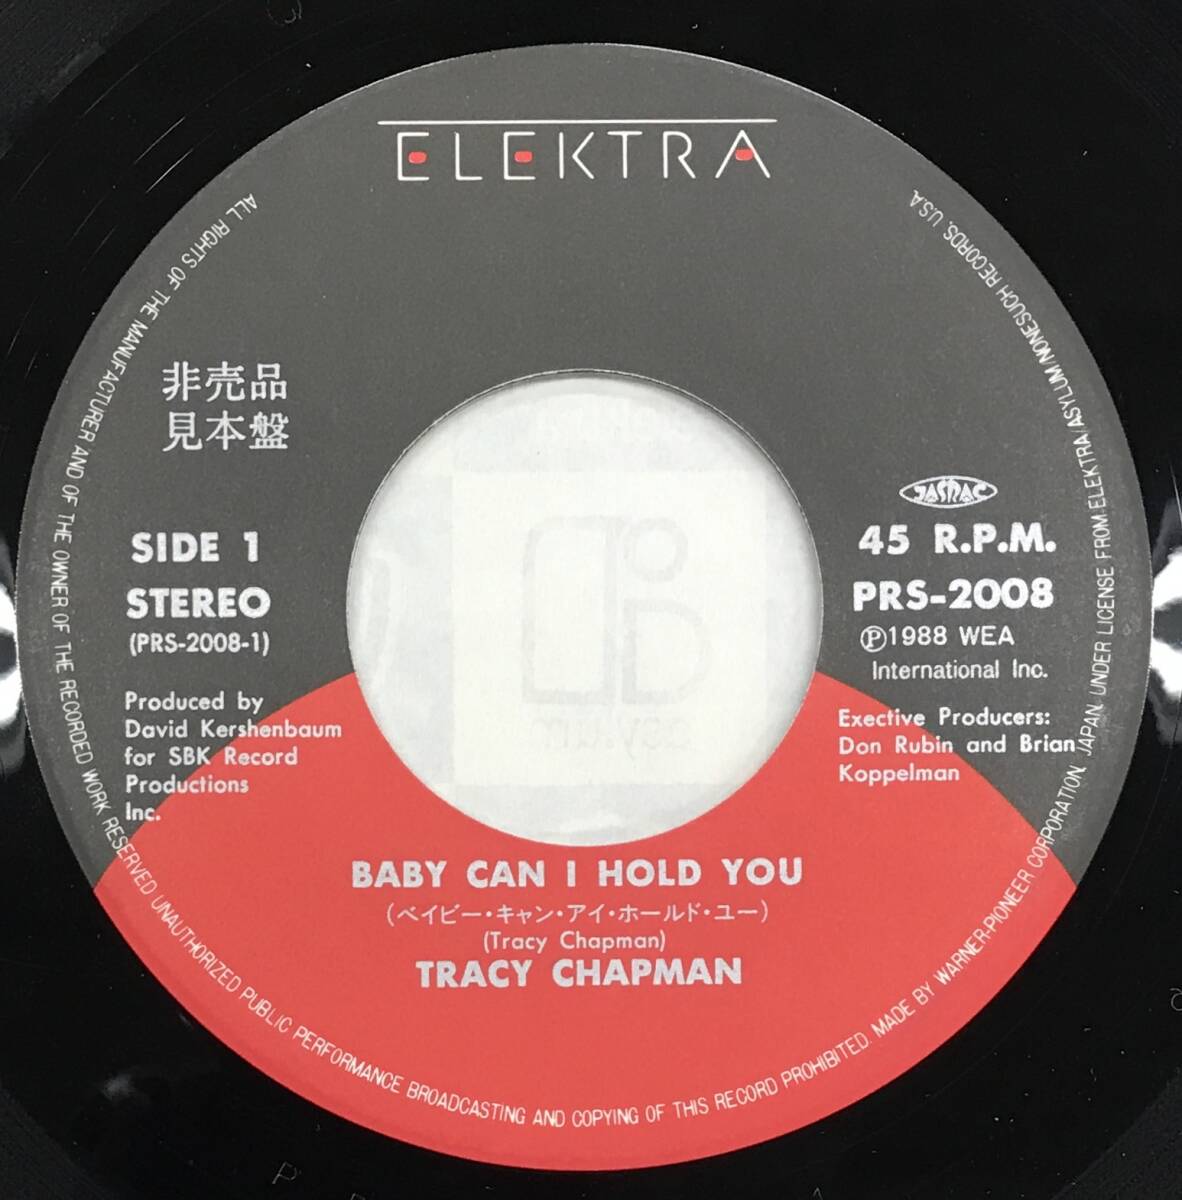 ELEKTRA
非売品
見本盤
SIDE 1
STEREO
(PRS-2008-1)
JASRAC
45 R.P.M.
PRS-2008
Ⓟ1988 WEA
International Inc.
Produced by
David Kershenbaum
for SBK Record
Productions
Inc.
Exective Producers:
Don Rubin and Brian
Koppelman
BABY CAN I HOLD YOU
(ベイビー・キャン・アイ・ホールド・ユー)
(Tracy Chapman)
TRACY CHAPMAN
ALL RIGHTS OF THE MANUFACTURER AND OF THE OWNER OF THE RECORDED WORK RESERVED UNAUTHORIZED PUBLIC PERFORMANCE BROADCASTING AND COPYING OF THIS RECORD PROHIBITED. MADE BY WARNER-PIONEER CORPORATION, JAPAN, UNDER LICENSE FROM ELEKTRA/ASYLUM/NONESUCH RECORDS, U.S.A.
asylum